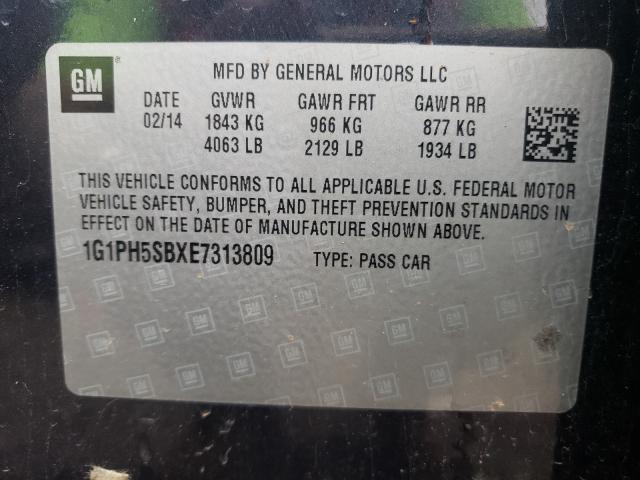 GM
MFD BY GENERAL MOTORS LLC
DATE GVWR GAWR FRT GAWR RR
02/14 1843 KG 966 KG 877 KG
4063 LB 2129 LB 1934 LB
THIS VEHICLE CONFORMS TO ALL APPLICABLE U.S. FEDERAL MOTOR
VEHICLE SAFETY, BUMPER, AND THEFT PREVENTION STANDARDS IN
EFFECT ON THE DATE OF MANUFACTURE SHOWN ABOVE.
1G1PH5SBXE7313809 TYPE: PASS CAR